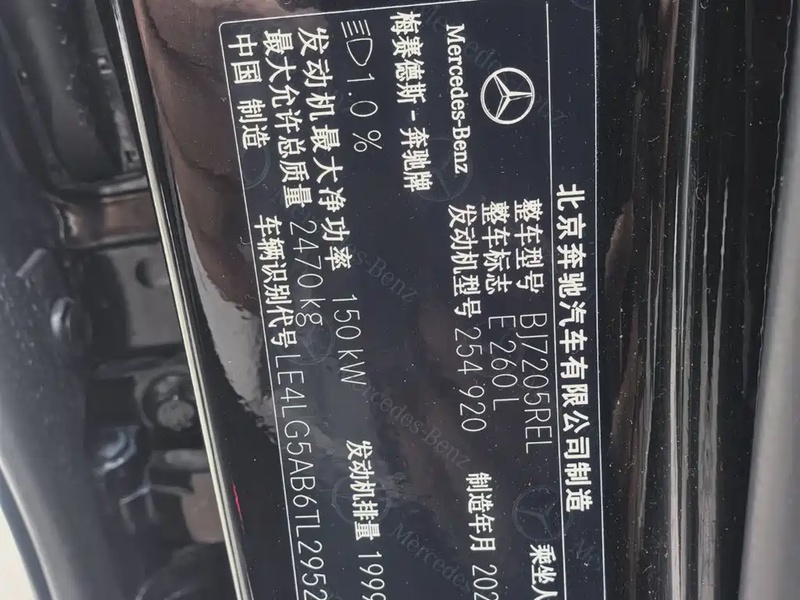 北京奔驰汽车有限公司制造
Mercedes-Benz
梅赛德斯-奔驰牌
整车型号 BJ7205REL 乘坐人
整车标志 E 260 L
发动机型号 254 920 制造年月 202
1.0 %
发动机最大净功率 150 kW 发动机排量 1999
最大允许总质量 2470 kg
中国 制造 车辆识别代号 LE4LG5AB6TL2952